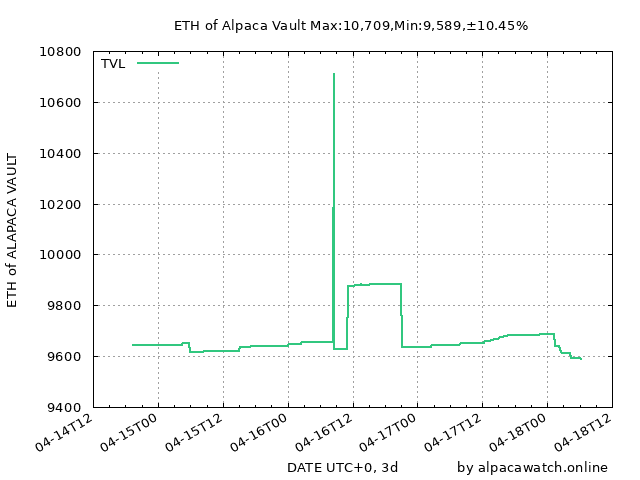 ETH of Alpaca Vault Max:10,709,Min:9,589,±10.45%
TVL
ETH of ALAPACA VAULT
10800
10600
10400
10200
10000
9800
9600
9400
04-14T12
04-15T00
04-15T12
04-16T00
04-16T12
04-17T00
04-17T12
04-18T00
04-18T12
DATE UTC+0, 3d
by alpacawatch.online